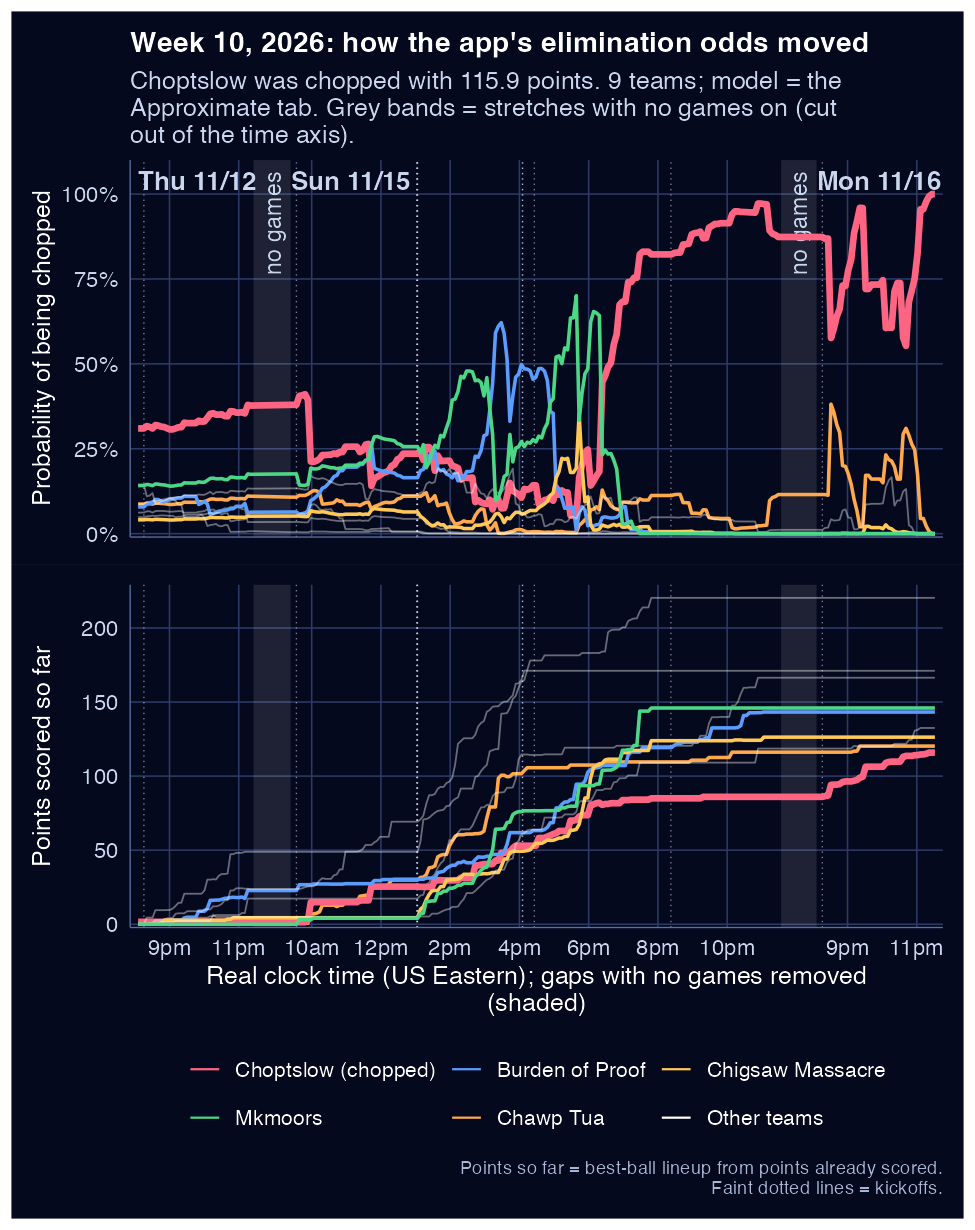 Week 10, 2026: how the app's elimination odds moved
Choptslow was chopped with 115.9 points. 9 teams; model = the
Approximate tab. Grey bands = stretches with no games on (cut
out of the time axis).
Thu 11/12
Sun 11/15
Mon 11/16
no games
no games
Probability of being chopped
100%
75%
50%
25%
0%
Points scored so far
200
150
100
50
0
9pm 11pm 10am 12pm 2pm 4pm 6pm 8pm 10pm 9pm 11pm
Real clock time (US Eastern); gaps with no games removed
(shaded)
Choptslow (chopped) Burden of Proof Chigsaw Massacre
Mkmoors Chawp Tua Other teams
Points so far = best-ball lineup from points already scored.
Faint dotted lines = kickoffs.